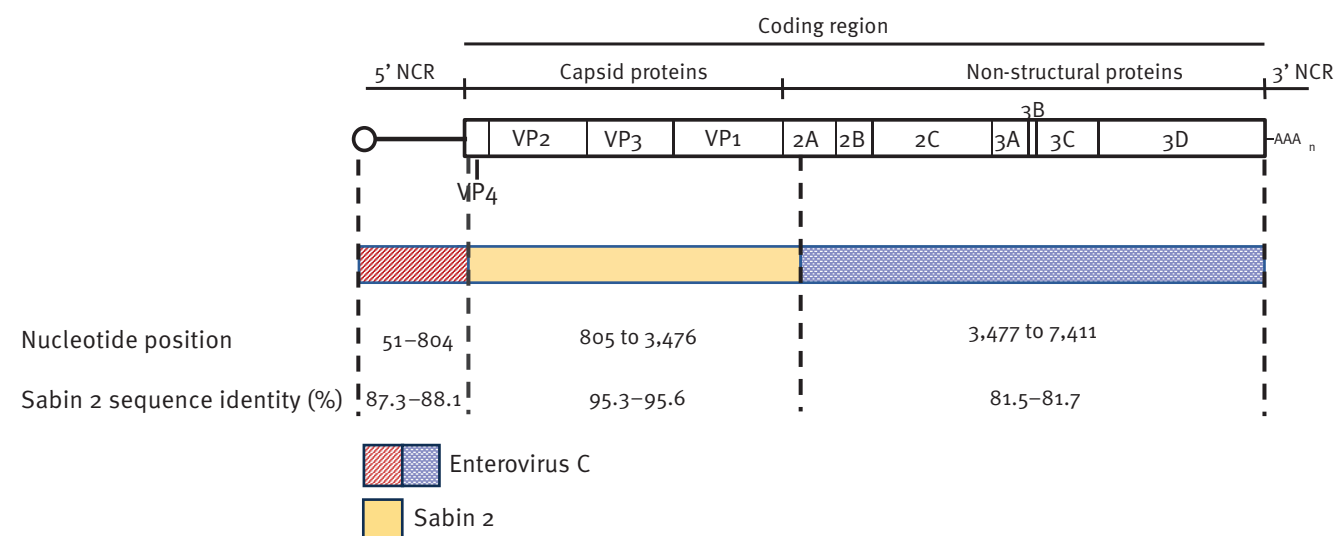 Coding region
5' NCR Capsid proteins Non-structural proteins 3' NCR
3B
VP2 VP3 VP1 2A 2B 2C 3A 3C 3D AAA n
VP4
Nucleotide position 51–804 805 to 3,476 3,477 to 7,411
Sabin 2 sequence identity (%) 87.3–88.1 95.3–95.6 81.5–81.7
Enterovirus C
Sabin 2